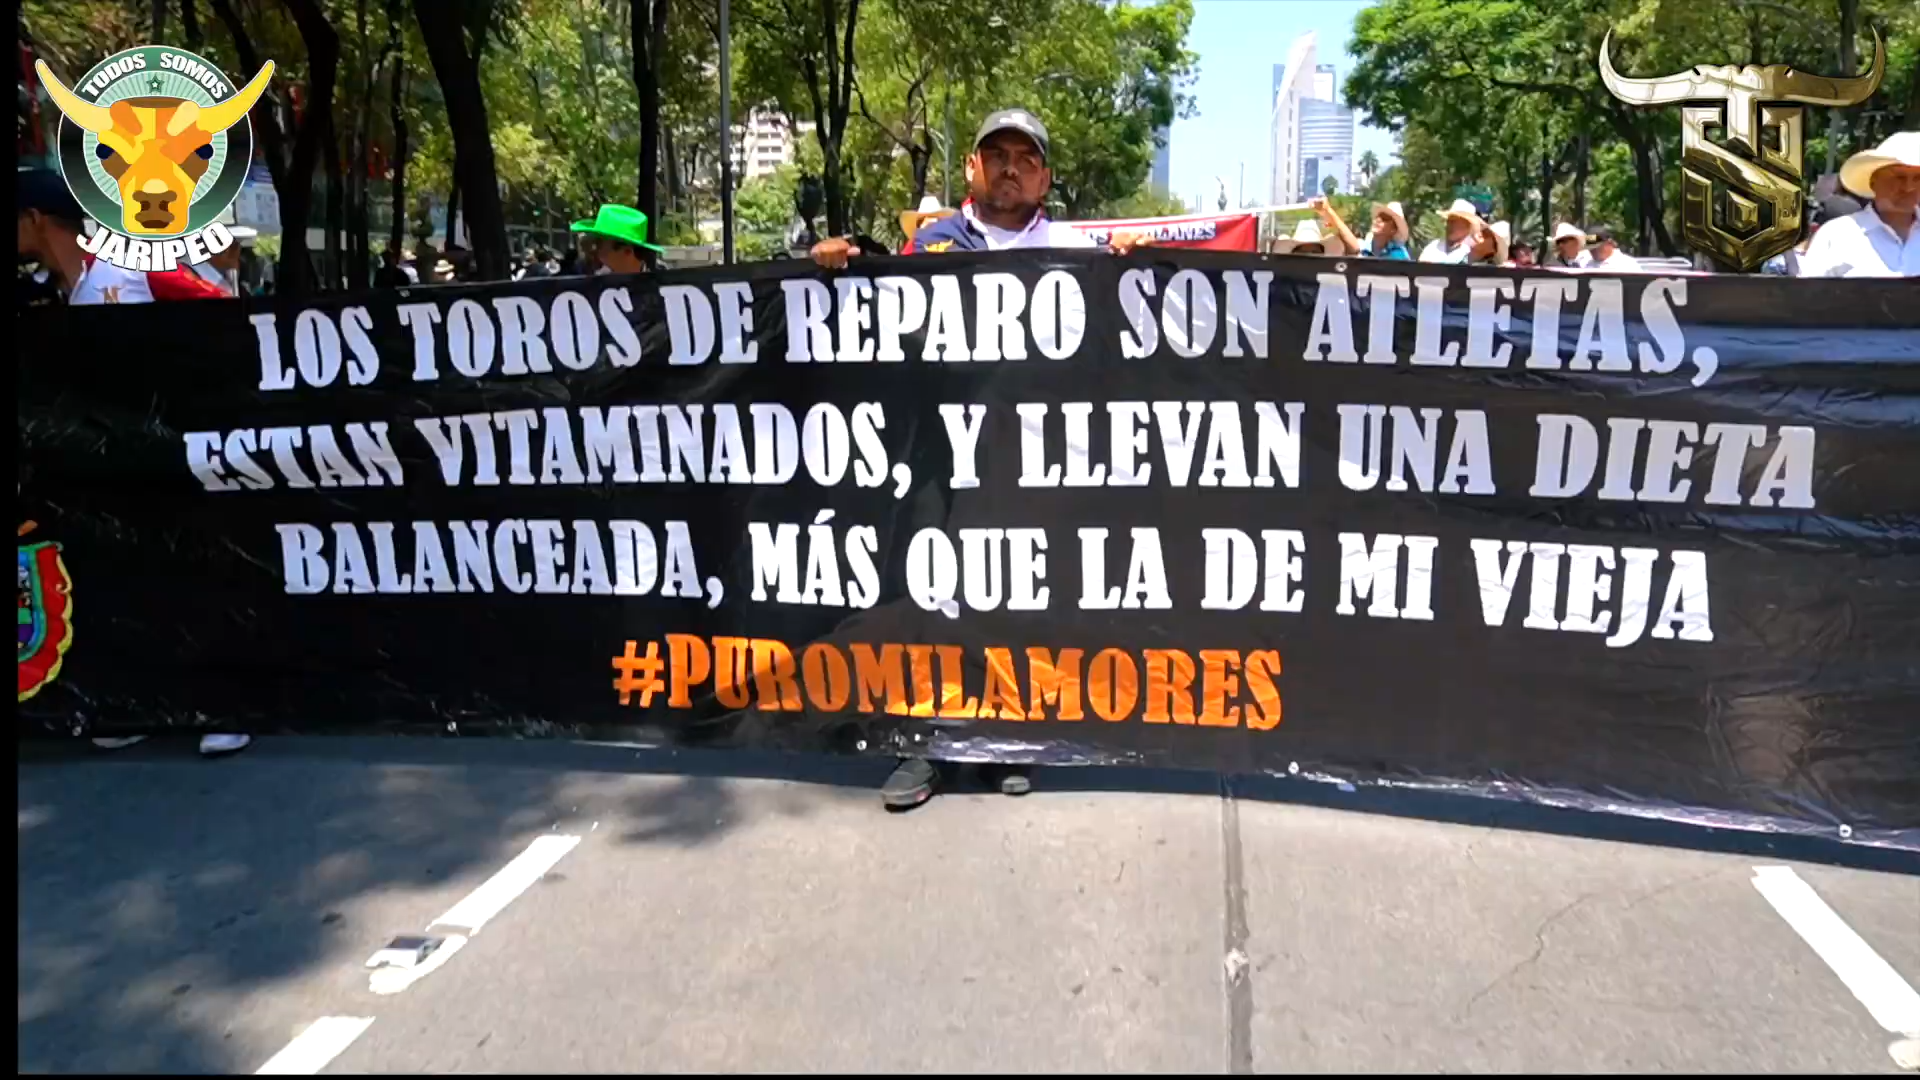 TODOS SOMOS
JARIPEO
LOS TOROS DE REPARO SON ATLETAS,
ESTAN VITAMINADOS, Y LLEVAN UNA DIETA
BALANCEADA, MÁS QUE LA DE MI VIEJA
#PUROMILAMORES